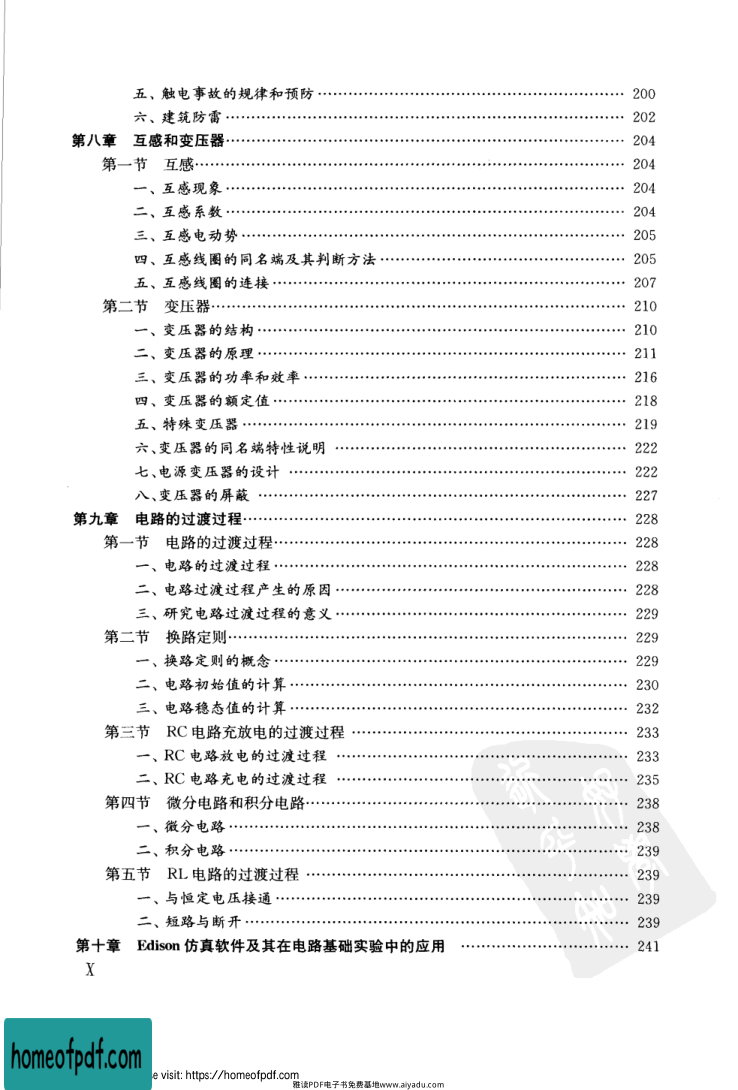 五、触电事故的规律和预防 …… 200
六、建筑防雷 …… 202
第八章 互感和变压器 …… 204
第一节 互感 …… 204
一、互感现象 …… 204
二、互感系数 …… 204
三、互感电动势 …… 205
四、互感线圈的同名端及其判断方法 …… 205
五、互感线圈的连接 …… 207
第二节 变压器 …… 210
一、变压器的结构 …… 210
二、变压器的原理 …… 211
三、变压器的功率和效率 …… 216
四、变压器的额定值 …… 218
五、特殊变压器 …… 219
六、变压器的同名端特性说明 …… 222
七、电源变压器的设计 …… 222
八、变压器的屏蔽 …… 227
第九章 电路的过渡过程 …… 228
第一节 电路的过渡过程 …… 228
一、电路的过渡过程 …… 228
二、电路过渡过程产生的原因 …… 228
三、研究电路过渡过程的意义 …… 229
第二节 换路定则 …… 229
一、换路定则的概念 …… 229
二、电路初始值的计算 …… 230
三、电路稳态值的计算 …… 232
第三节 RC 电路充放电的过渡过程 …… 233
一、RC 电路放电的过渡过程 …… 233
二、RC 电路充电的过渡过程 …… 235
第四节 微分电路和积分电路 …… 238
一、微分电路 …… 238
二、积分电路 …… 239
第五节 RL 电路的过渡过程 …… 239
一、与恒定电压接通 …… 239
二、短路与断开 …… 239
第十章 Edison 仿真软件及其在电路基础实验中的应用 …… 241
X
homeofpdf.com
e visit: https://homeofpdf.com
雅读PDF电子书免费基地www.aiyadu.com